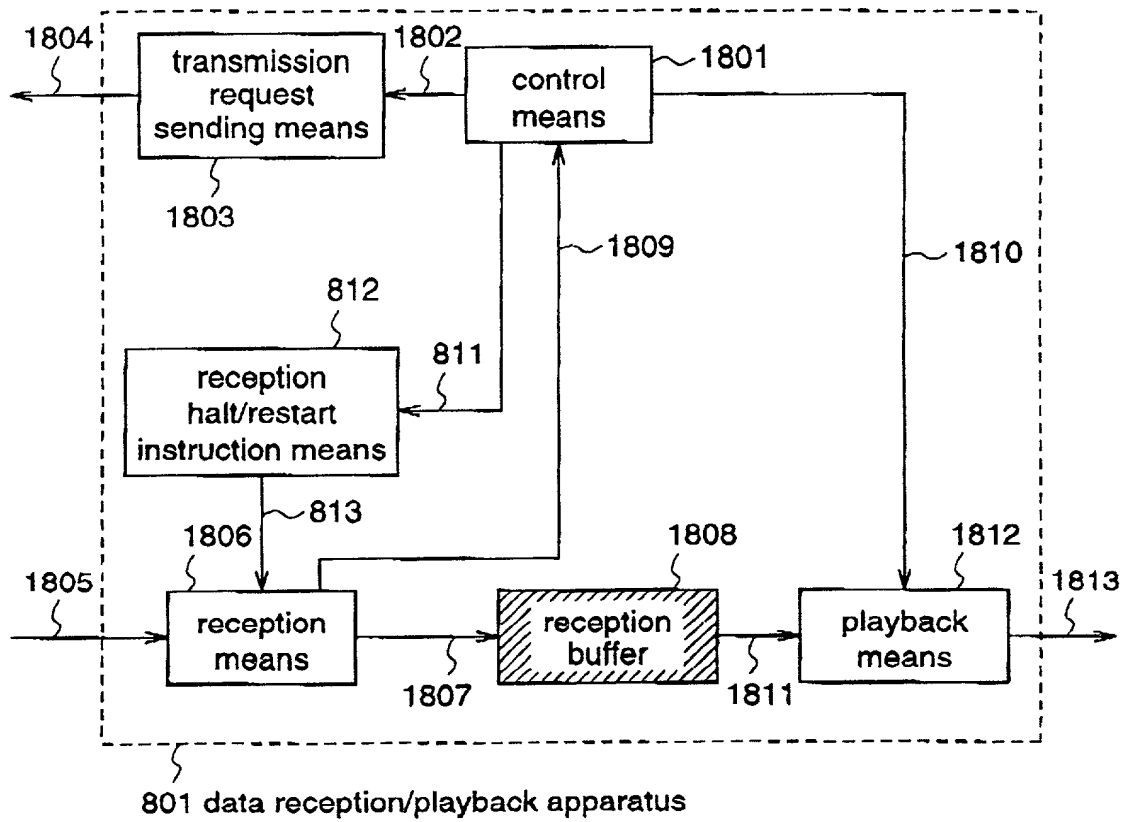 1804
transmission
request
sending means
1803
1802
control
means
1801
1809
1810
812
reception
halt/restart
instruction means
811
813
1805
1806
reception
means
1807
1808
reception
buffer
1811
1812
playback
means
1813
801 data reception/playback apparatus